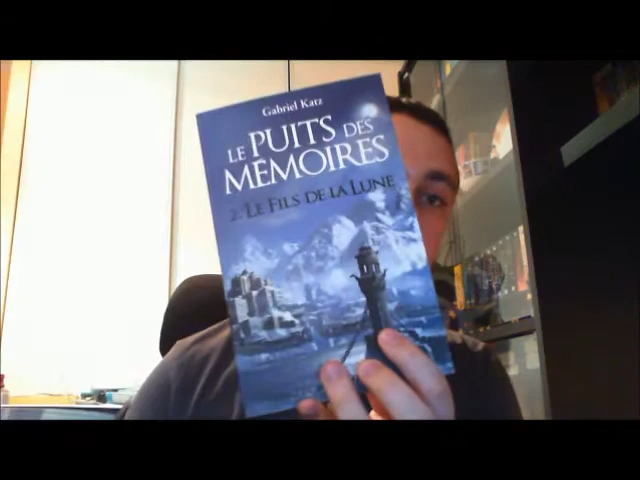 Gabriel Katz
LE PUITS DES
MÉMOIRES
2. LE FILS DE LA LUNE